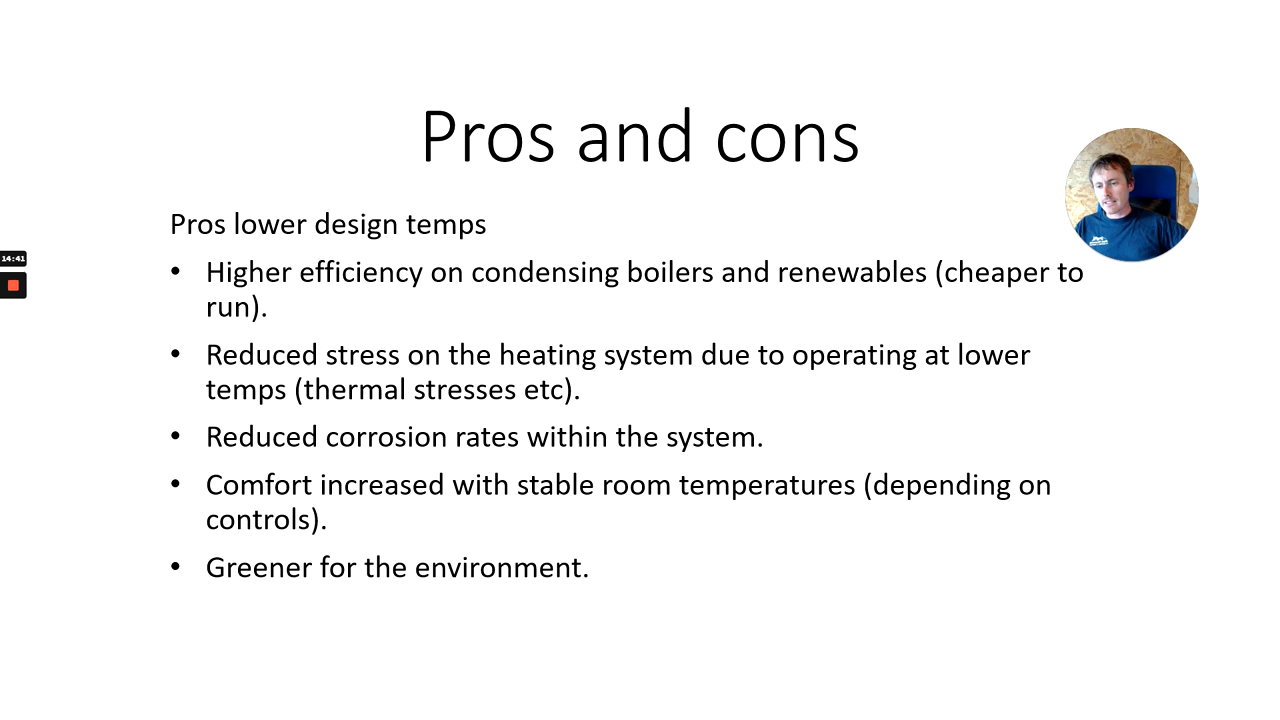 Pros and cons
Pros lower design temps
• Higher efficiency on condensing boilers and renewables (cheaper to
run).
14:41
• Reduced stress on the heating system due to operating at lower
temps (thermal stresses etc).
• Reduced corrosion rates within the system.
• Comfort increased with stable room temperatures (depending on
controls).
• Greener for the environment.